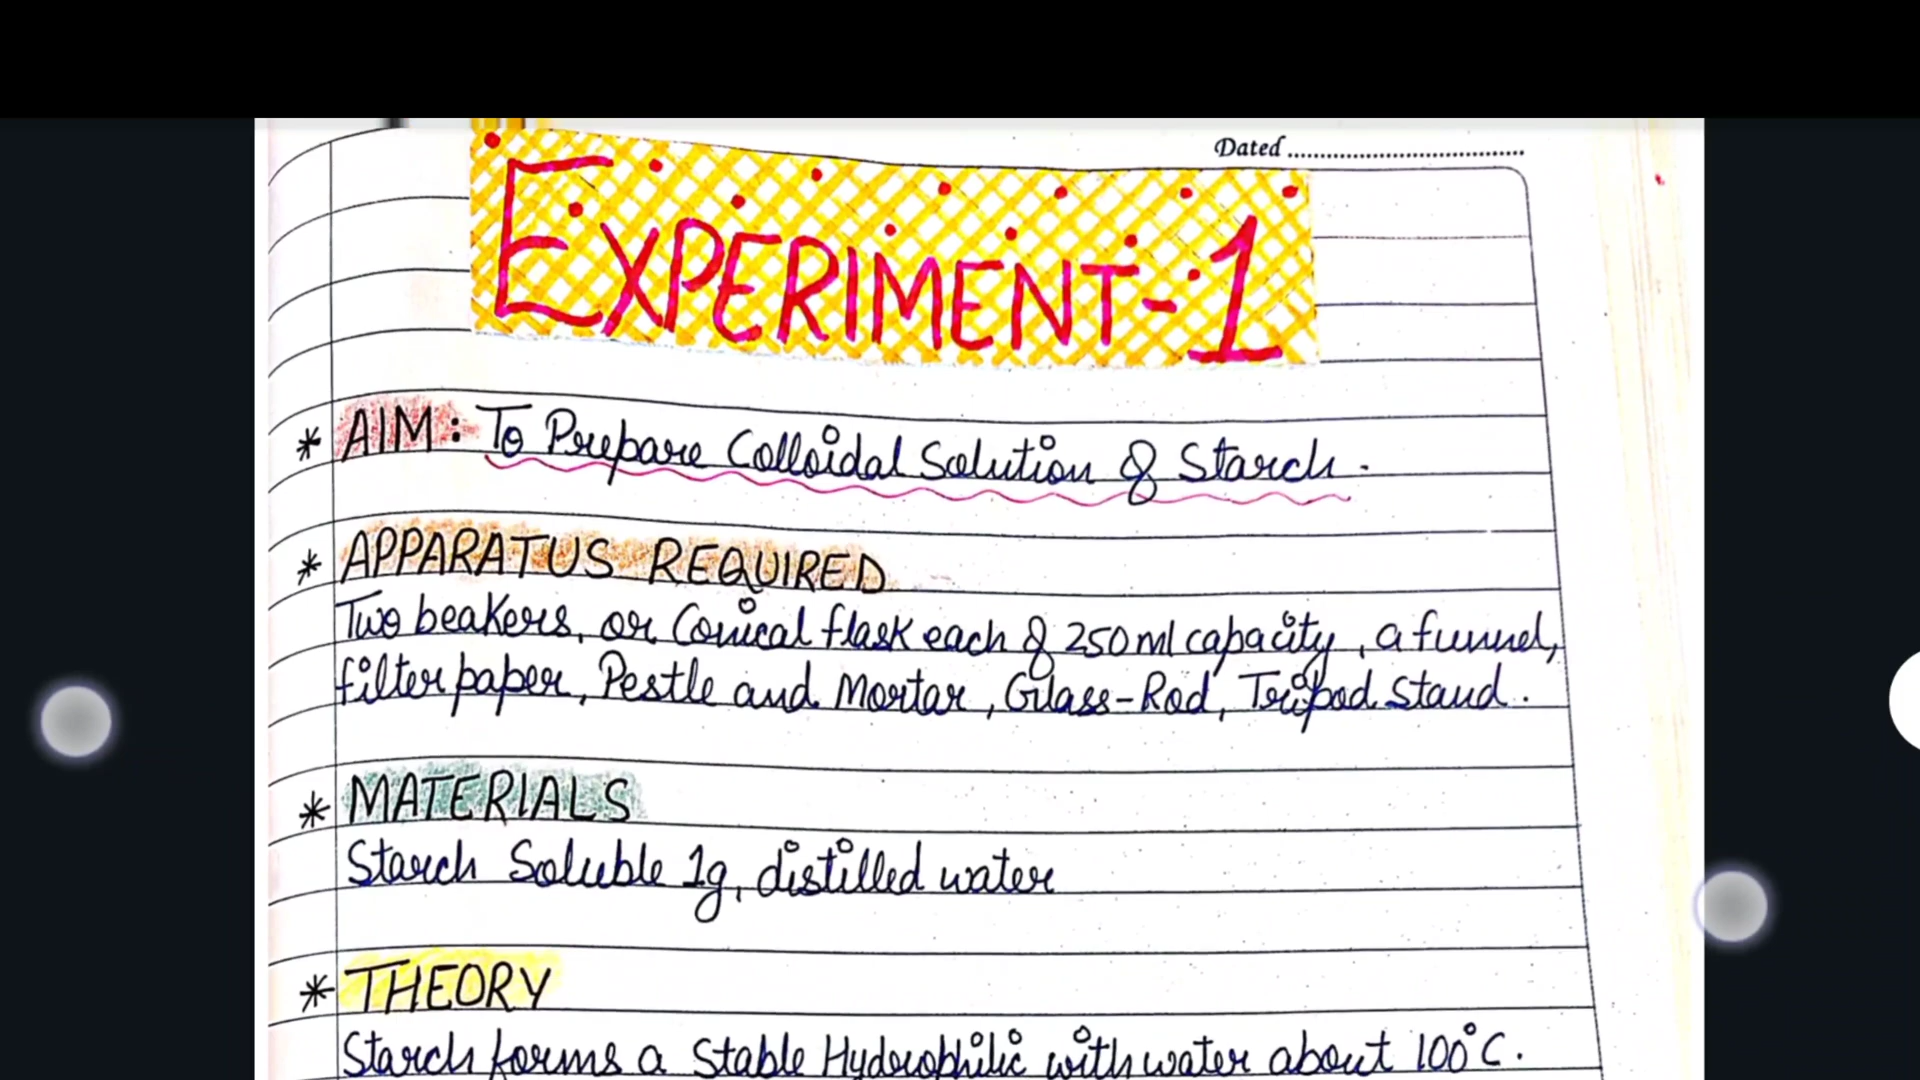 Dated
EXPERIMENT-1
* AIM: To Prepare Colloidal Solution of Starch.
* APPARATUS REQUIRED
Two beakers, or Conical flask each of 250ml capacity, a funnel,
filter paper, Pestle and Mortar, Glass-Rod, Tripod Stand.
* MATERIALS
Starch Soluble 1g, distilled water
* THEORY
Starch forms a Stable Hydrophilic with water about 100°C.